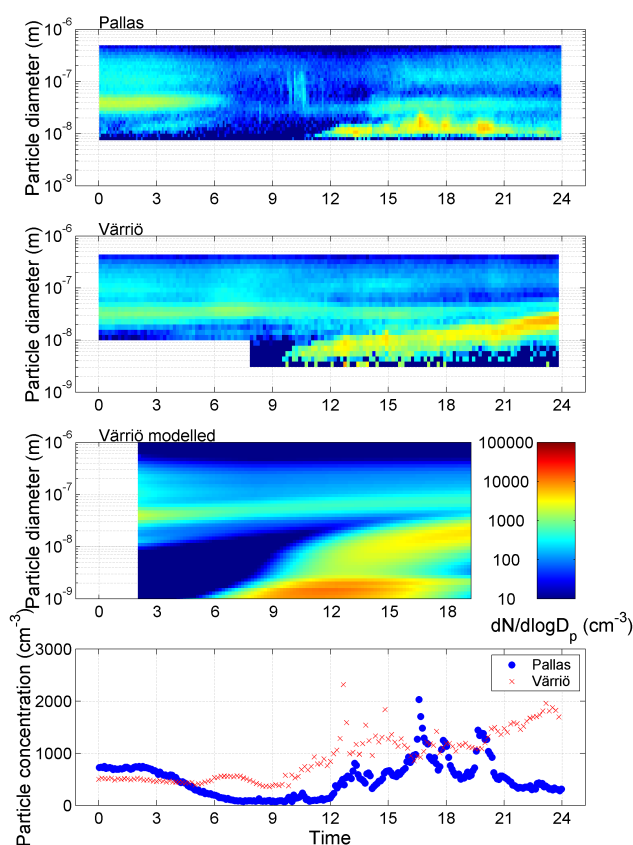 Pallas
Particle diameter (m)
10-6
10-7
10-8
10-9
0 3 6 9 12 15 18 21 24
Värriö
Particle diameter (m)
10-6
10-7
10-8
10-9
0 3 6 9 12 15 18 21 24
Värriö modelled
Particle diameter (m)
10-6
10-7
10-8
10-9
0 3 6 9 12 15 18
100000
10000
1000
100
10
dN/dlogDp (cm-3)
Particle concentration (cm-3)
3000
2000
1000
0
Pallas
Värriö
0 3 6 9 12 15 18 21 24
Time